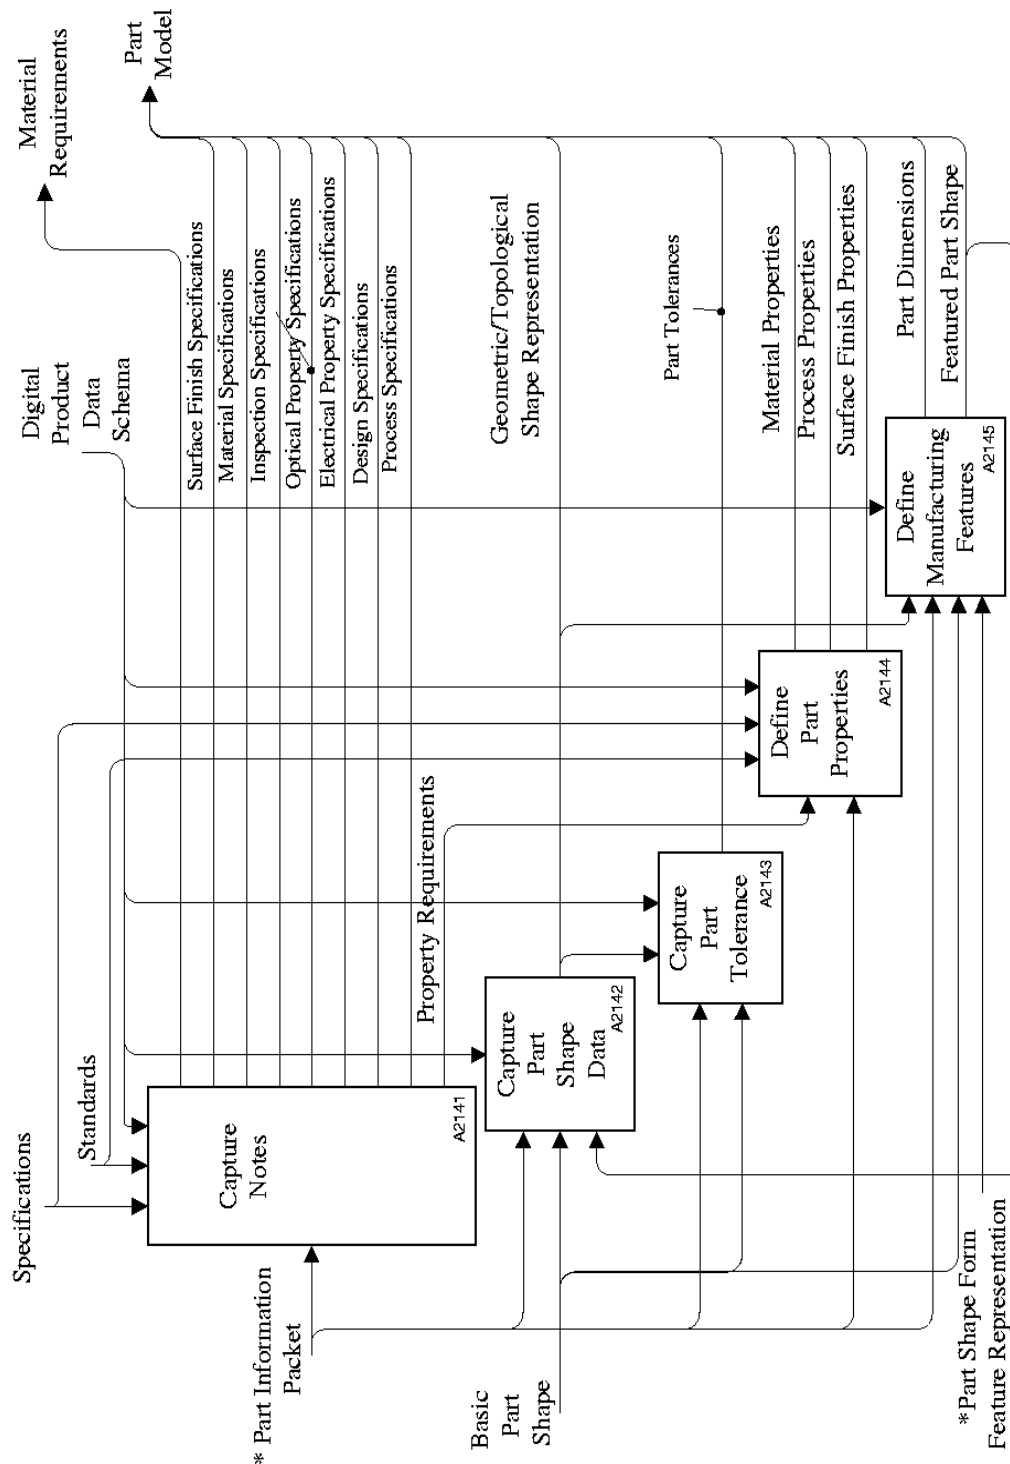 Specifications
Standards
Digital
Product
Data
Schema
Material
Requirements
Part
Model
* Part Information
Packet
Capture
Notes
A2141
Surface Finish Specifications
Material Specifications
Inspection Specifications
Optical Property Specifications
Electrical Property Specifications
Design Specifications
Process Specifications
Property Requirements
Basic
Part
Shape
Capture
Part
Shape
Data
A2142
Geometric/Topological
Shape Representation
Capture
Part
Tolerance
A2143
Part Tolerances
Define
Part
Properties
A2144
Material Properties
Process Properties
Surface Finish Properties
Define
Manufacturing
Features
A2145
Part Dimensions
Featured Part Shape
*Part Shape Form
Feature Representation